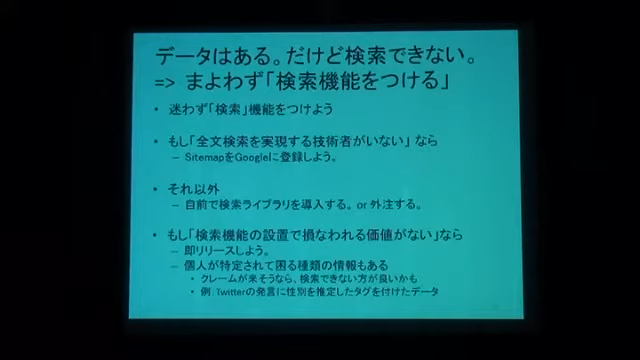 データはある。だけど検索できない。
=> まよわず「検索機能をつける」
• 迷わず「検索」機能をつけよう
• もし「全文検索を実現する技術者がいない」なら
– SitemapをGoogleに登録しよう。
• それ以外
– 自前で検索ライブラリを導入する。or 外注する。
• もし「検索機能の設置で損なわれる価値がない」なら
– 即リリースしよう。
– 個人が特定されて困る種類の情報もある
• クレームが来そうなら、検索できない方が良いかも
• 例：Twitterの発言に性別を推定したタグを付けたデータ